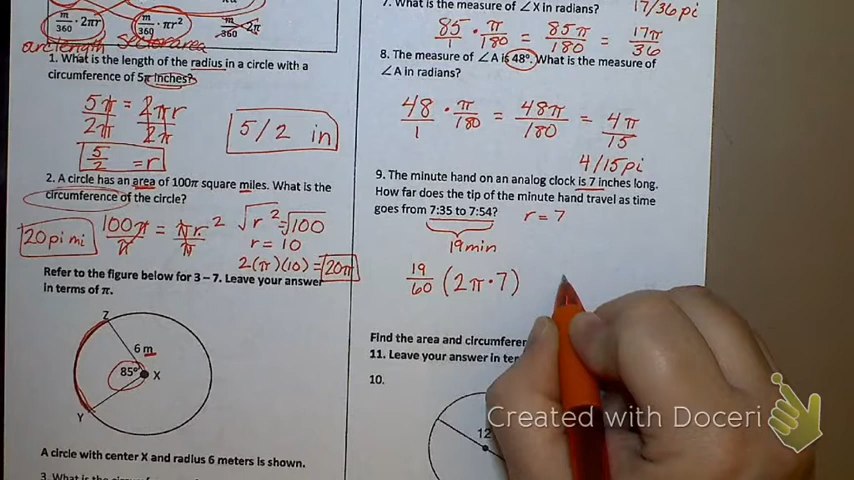 m/360 · 2πr
m/360 · πr²
m/360 · 2π
arc length
sector area
1. What is the length of the radius in a circle with a
circumference of 5π inches?
5π/2π = 2πr/2π
5/2 = r
5/2 in
2. A circle has an area of 100π square miles. What is the
circumference of the circle?
20pi mi
100π/π = πr²/π
√r² = √100
r = 10
2(π)(10) = 20π
Refer to the figure below for 3 – 7. Leave your answer
in terms of π.
Z
6 m
85°
X
Y
A circle with center X and radius 6 meters is shown.
7. What is the measure of ∠X in radians?
17/36 pi
85/1 · π/180 = 85π/180 = 17π/36
8. The measure of ∠A is 48°. What is the measure of
∠A in radians?
48/1 · π/180 = 48π/180 = 4π/15
4/15pi
9. The minute hand on an analog clock is 7 inches long.
How far does the tip of the minute hand travel as time
goes from 7:35 to 7:54?
r = 7
19min
19/60 (2π·7)
Find the area and circumfere
11. Leave your answer in te
10.
12
Created with Doceri